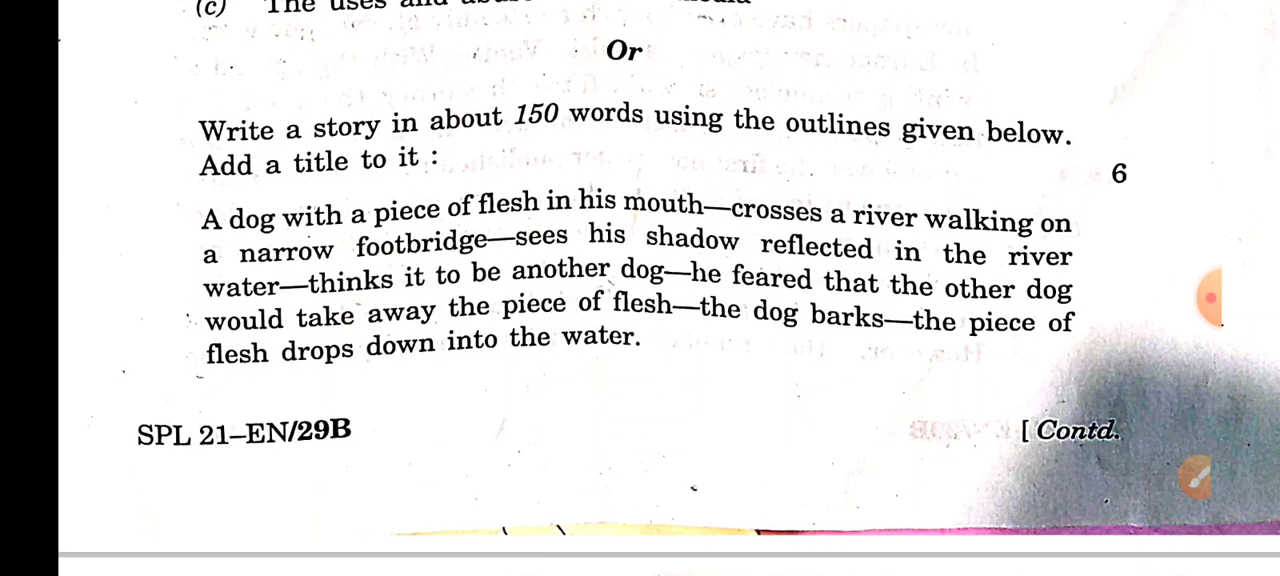 (c) The uses and
Or
Write a story in about 150 words using the outlines given below.
Add a title to it :
6
A dog with a piece of flesh in his mouth—crosses a river walking on
a narrow footbridge—sees his shadow reflected in the river
water—thinks it to be another dog—he feared that the other dog
would take away the piece of flesh—the dog barks—the piece of
flesh drops down into the water.
SPL 21–EN/29B
[ Contd.